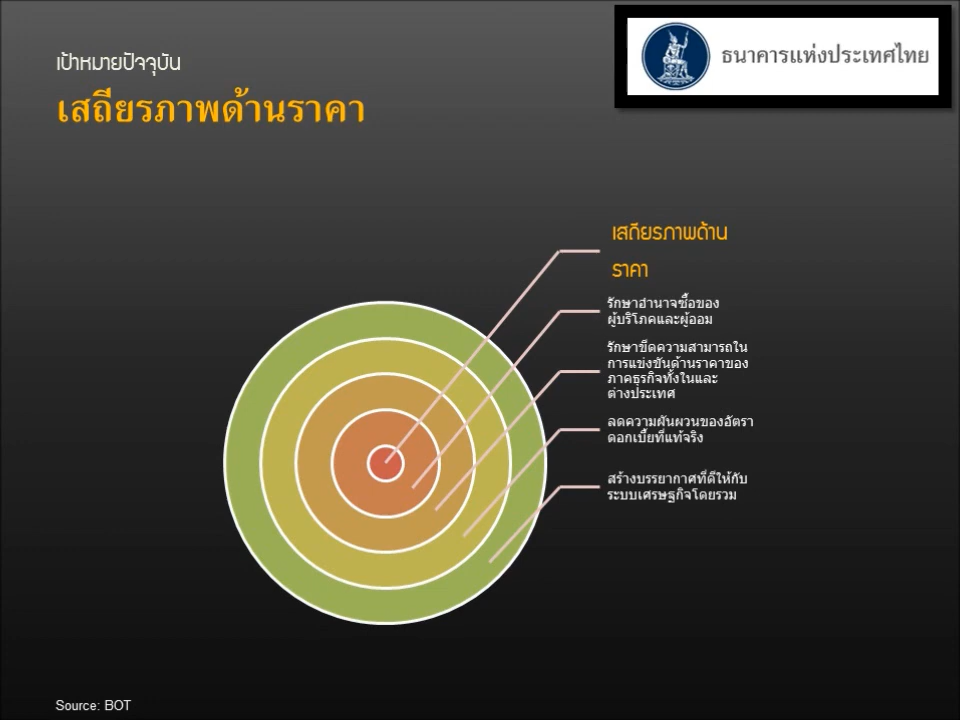 เป้าหมายปัจจุบัน
เสถียรภาพด้านราคา
ธนาคารแห่งประเทศไทย
เสถียรภาพด้าน
ราคา
รักษาอำนาจซื้อของ
ผู้บริโภคและผู้ออม
รักษาขีดความสามารถใน
การแข่งขันด้านราคาของ
ภาคธุรกิจทั้งในและ
ต่างประเทศ
ลดความผันผวนของอัตรา
ดอกเบี้ยที่แท้จริง
สร้างบรรยากาศที่ดีให้กับ
ระบบเศรษฐกิจโดยรวม
Source: BOT